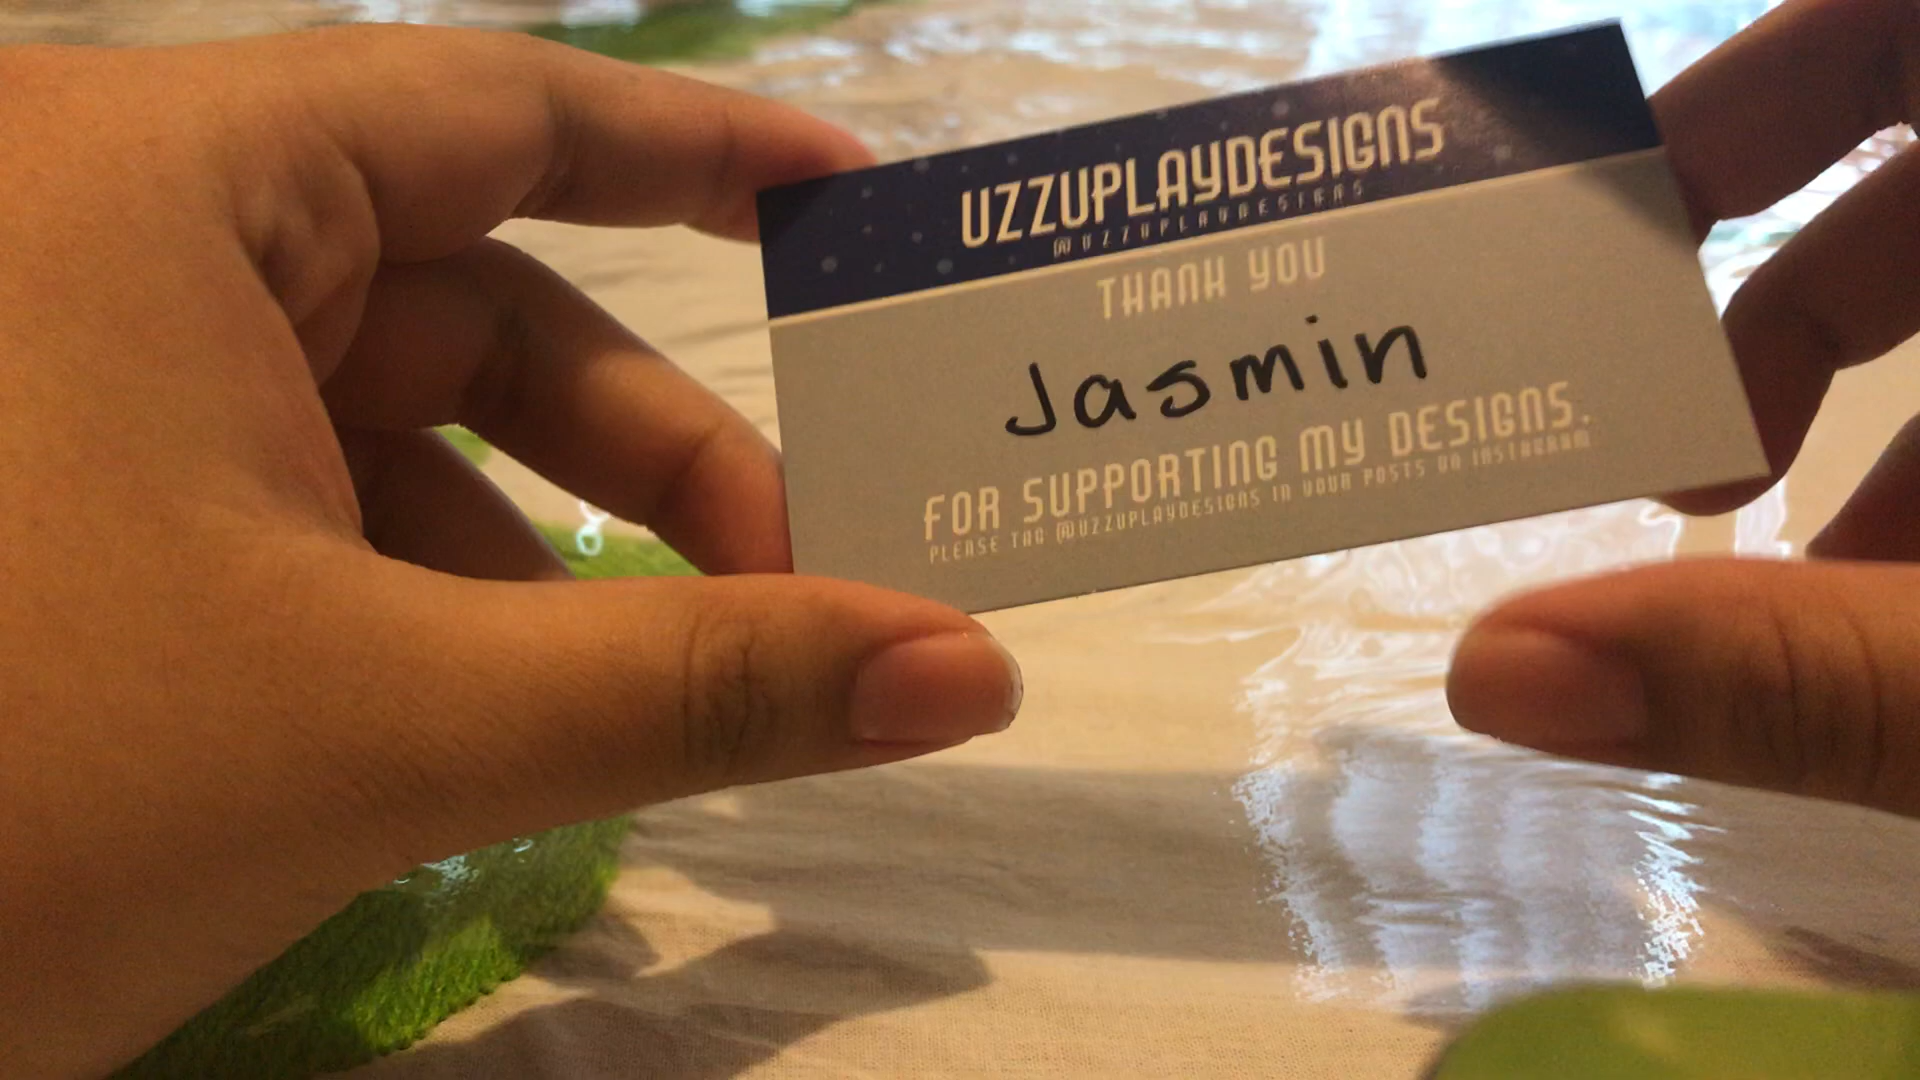 UZZUPLAYDESIGNS
@UZZUPLAYDESIGNS
THANK YOU
Jasmin
FOR SUPPORTING MY DESIGNS.
PLEASE TAG @UZZUPLAYDESIGNS IN YOUR POSTS ON INSTAGRAM